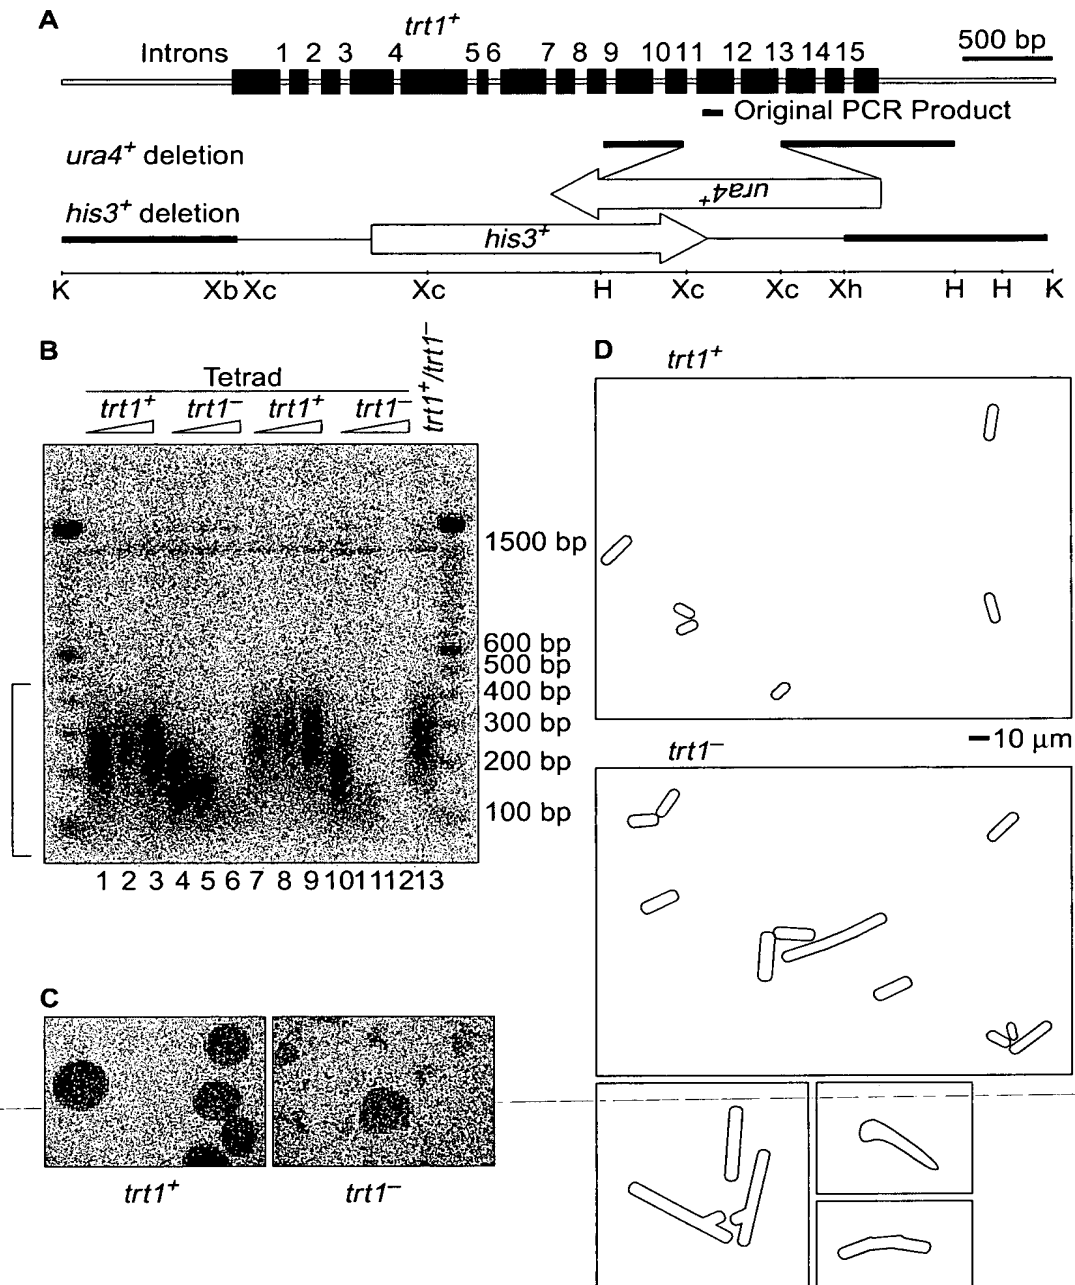 A
trt1+
Introns 1 2 3 4 5 6 7 8 9 10 11 12 13 14 15
500 bp
Original PCR Product
ura4+ deletion
ura4+
his3+ deletion
his3+
K Xb Xc Xc H Xc Xc Xh H H K
B
Tetrad
trt1+ trt1– trt1+ trt1–
trt1+/trt1–
1500 bp
600 bp
500 bp
400 bp
300 bp
200 bp
100 bp
1 2 3 4 5 6 7 8 9 10 11 12 13
C
trt1+
trt1–
D
trt1+
10 µm
trt1–